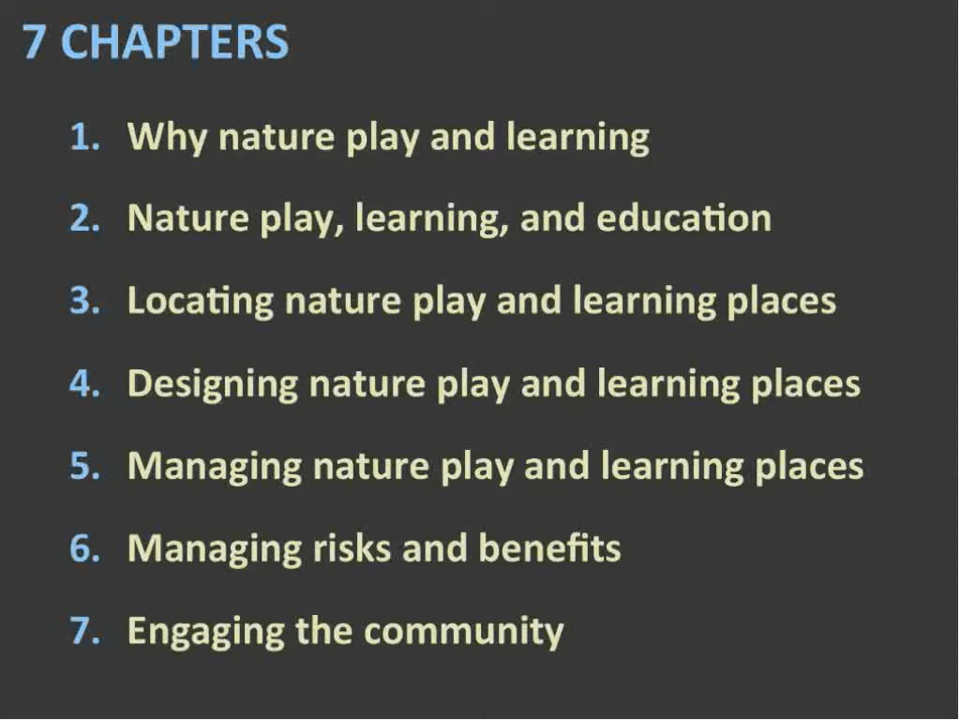 7 CHAPTERS
1. Why nature play and learning
2. Nature play, learning, and education
3. Locating nature play and learning places
4. Designing nature play and learning places
5. Managing nature play and learning places
6. Managing risks and benefits
7. Engaging the community